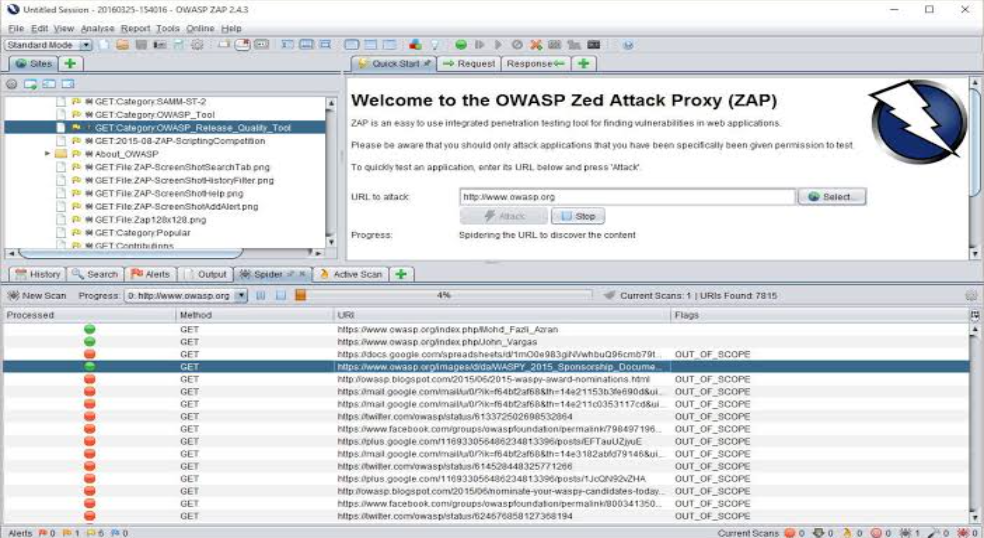 Untitled Session - 20160325-154016 - OWASP ZAP 2.4.3
File Edit View Analyse Report Tools Online Help
Standard Mode
Sites
Quick Start Request Response
GET:Category:SAMM-ST-2
GET:Category:OWASP_Tool
GET:Category:OWASP_Release_Quality_Tool
GET:2015-08-ZAP-ScriptingCompetition
About_OWASP
GET:File:ZAP-ScreenShotSearchTab.png
GET:File:ZAP-ScreenShotHistoryFilter.png
GET:File:ZAP-ScreenShotHelp.png
GET:File:ZAP-ScreenShotAddAlert.png
GET:File:Zap128x128.png
GET:Category:Popular
GET:Contributions
Welcome to the OWASP Zed Attack Proxy (ZAP)
ZAP is an easy to use integrated penetration testing tool for finding vulnerabilities in web applications.
Please be aware that you should only attack applications that you have been specifically been given permission to test.
To quickly test an application, enter its URL below and press 'Attack'.
URL to attack: http://www.owasp.org Select...
Attack Stop
Progress: Spidering the URL to discover the content
History Search Alerts Output Spider Active Scan
New Scan Progress: 0: http://www.owasp.org 4% Current Scans: 1 URIs Found: 7815
Processed Method URI Flags
GET https://www.owasp.org/index.php/Mohd_Fazli_Azran
GET https://www.owasp.org/index.php/John_Vargas
GET https://docs.google.com/spreadsheets/d/ OUT_OF_SCOPE
GET https://www.owasp.org/images/d/da/WASPY_2015_Sponsorship_Docume...
GET http://owasp.blogspot.com/2015/06/2015-waspy-award-nominations.html OUT_OF_SCOPE
GET https://mail.google.com/mail/u/0/?ik=f64bf2af68&th=14e21153b3fe690d&ui... OUT_OF_SCOPE
GET https://mail.google.com/mail/u/0/?ik=f64bf2af68&th=14e211c0353117cd&ui... OUT_OF_SCOPE
GET https://twitter.com/owasp/status/613372502698532864 OUT_OF_SCOPE
GET https://www.facebook.com/groups/owaspfoundation/permalink/798497196... OUT_OF_SCOPE
GET https://plus.google.com/116933056486234813396/posts/EFTauUZjyuE OUT_OF_SCOPE
GET https://mail.google.com/mail/u/0/?ik=f64bf2af68&th=14e3182abfd79146&ui... OUT_OF_SCOPE
GET https://twitter.com/owasp/status/614528448325771266 OUT_OF_SCOPE
GET https://plus.google.com/116933056486234813396/posts/1JcQN92vZHA OUT_OF_SCOPE
GET http://owasp.blogspot.com/2015/06/nominate-your-waspy-candidates-today... OUT_OF_SCOPE
GET https://www.facebook.com/groups/owaspfoundation/permalink/800341350... OUT_OF_SCOPE
GET https://twitter.com/owasp/status/624676858127368194 OUT_OF_SCOPE
Alerts 0 1 6 0 Current Scans 0 0 0 0 1 0 0